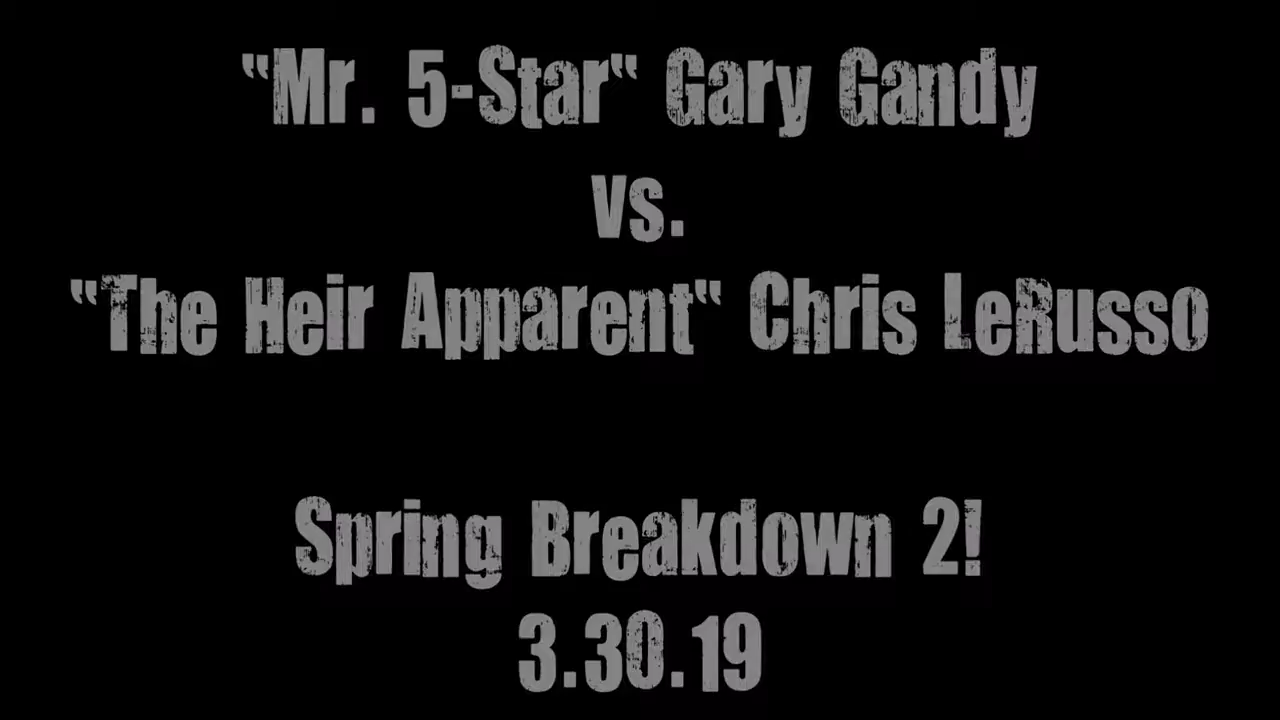 "Mr. 5-Star" Gary Gandy
vs.
"The Heir Apparent" Chris LeRusso
Spring Breakdown 2!
3.30.19